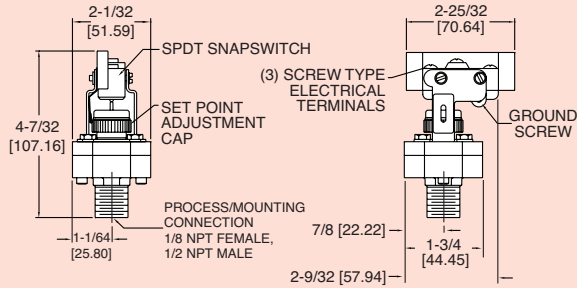 2-1/32
[51.59]
SPDT SNAPSWITCH
4-7/32
[107.16]
SET POINT
ADJUSTMENT
CAP
PROCESS/MOUNTING
CONNECTION
1/8 NPT FEMALE,
1/2 NPT MALE
1-1/64
[25.80]
2-25/32
[70.64]
(3) SCREW TYPE
ELECTRICAL
TERMINALS
GROUND
SCREW
7/8 [22.22]
1-3/4
[44.45]
2-9/32 [57.94]